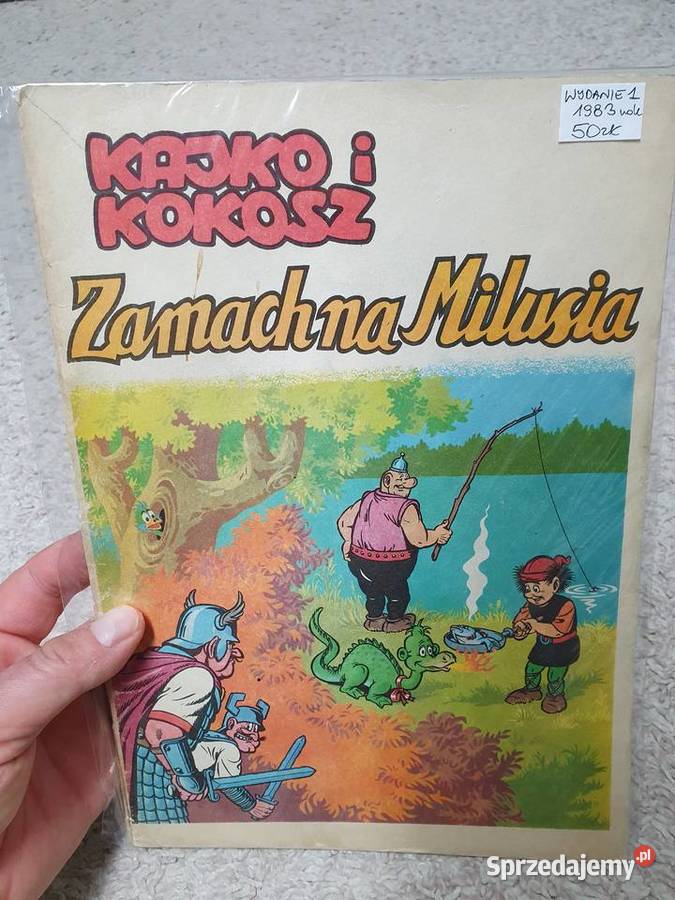 WYDANIE 1
1983 rok
50zł
KAJKO i
KOKOSZ
Zamach na Milusia
Sprzedajemy.pl